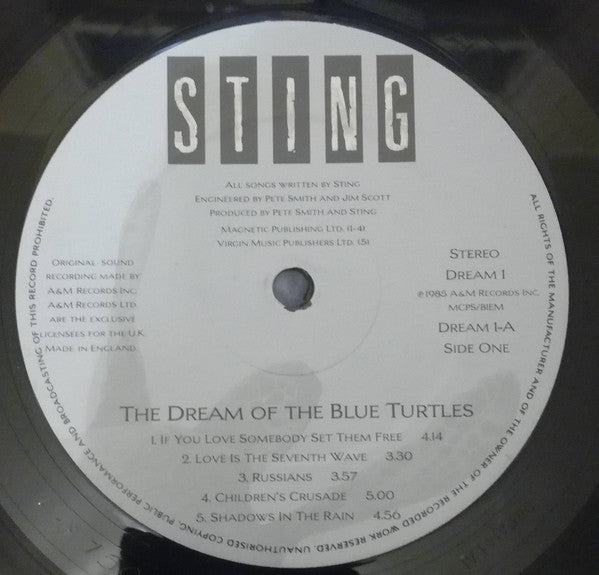 STING
ALL SONGS WRITTEN BY STING
ENGINEERED BY PETE SMITH AND JIM SCOTT
PRODUCED BY PETE SMITH AND STING
MAGNETIC PUBLISHING LTD. (1-4)
VIRGIN MUSIC PUBLISHERS LTD. (5)
ORIGINAL SOUND
RECORDING MADE BY
A&M RECORDS INC.
A&M RECORDS LTD.
ARE THE EXCLUSIVE
LICENSEES FOR THE U.K.
MADE IN ENGLAND.
STEREO
DREAM 1
℗1985 A&M RECORDS INC.
MCPS/BIEM
DREAM 1-A
SIDE ONE
THE DREAM OF THE BLUE TURTLES
1. IF YOU LOVE SOMEBODY SET THEM FREE 4.14
2. LOVE IS THE SEVENTH WAVE 3.30
3. RUSSIANS 3.57
4. CHILDREN'S CRUSADE 5.00
5. SHADOWS IN THE RAIN 4.56
ALL RIGHTS OF THE MANUFACTURER AND OF THE OWNER OF THE RECORDED WORK RESERVED. UNAUTHORISED COPYING, PUBLIC PERFORMANCE AND BROADCASTING OF THIS RECORD PROHIBITED.